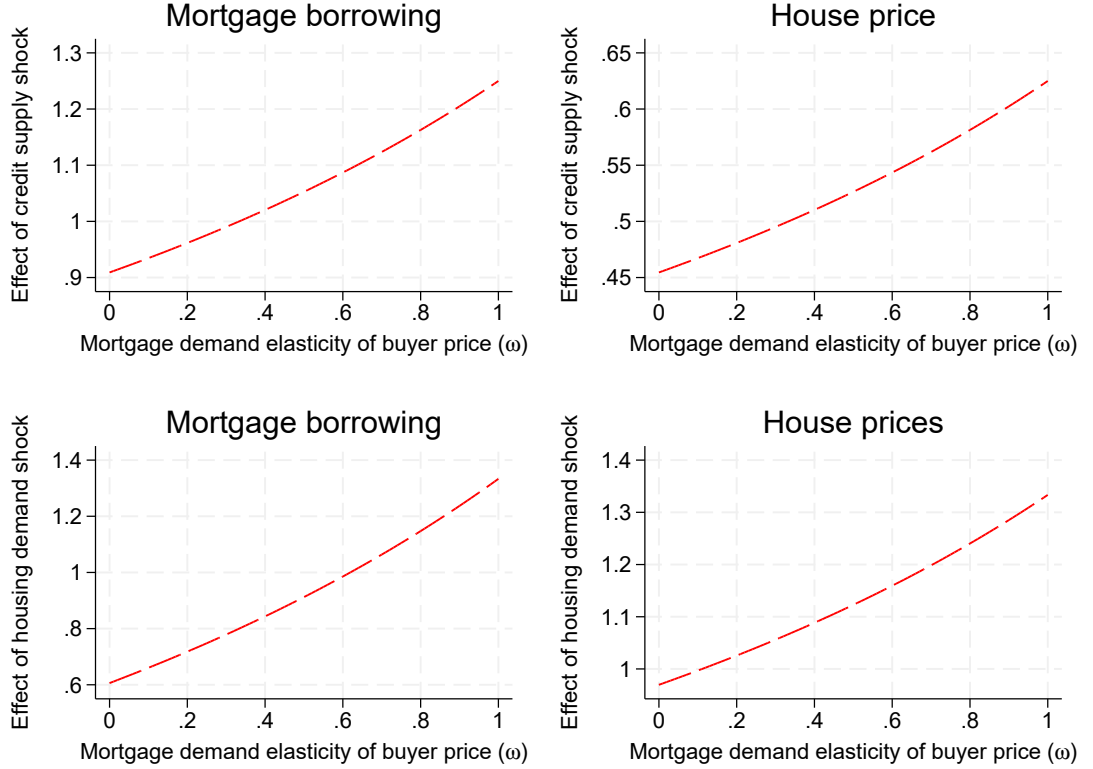 Mortgage borrowing
Effect of credit supply shock
1.3
1.2
1.1
1
.9
0 .2 .4 .6 .8 1
Mortgage demand elasticity of buyer price (ω)
House price
Effect of credit supply shock
.65
.6
.55
.5
.45
0 .2 .4 .6 .8 1
Mortgage demand elasticity of buyer price (ω)
Mortgage borrowing
Effect of housing demand shock
1.4
1.2
1
.8
.6
0 .2 .4 .6 .8 1
Mortgage demand elasticity of buyer price (ω)
House prices
Effect of housing demand shock
1.4
1.3
1.2
1.1
1
0 .2 .4 .6 .8 1
Mortgage demand elasticity of buyer price (ω)